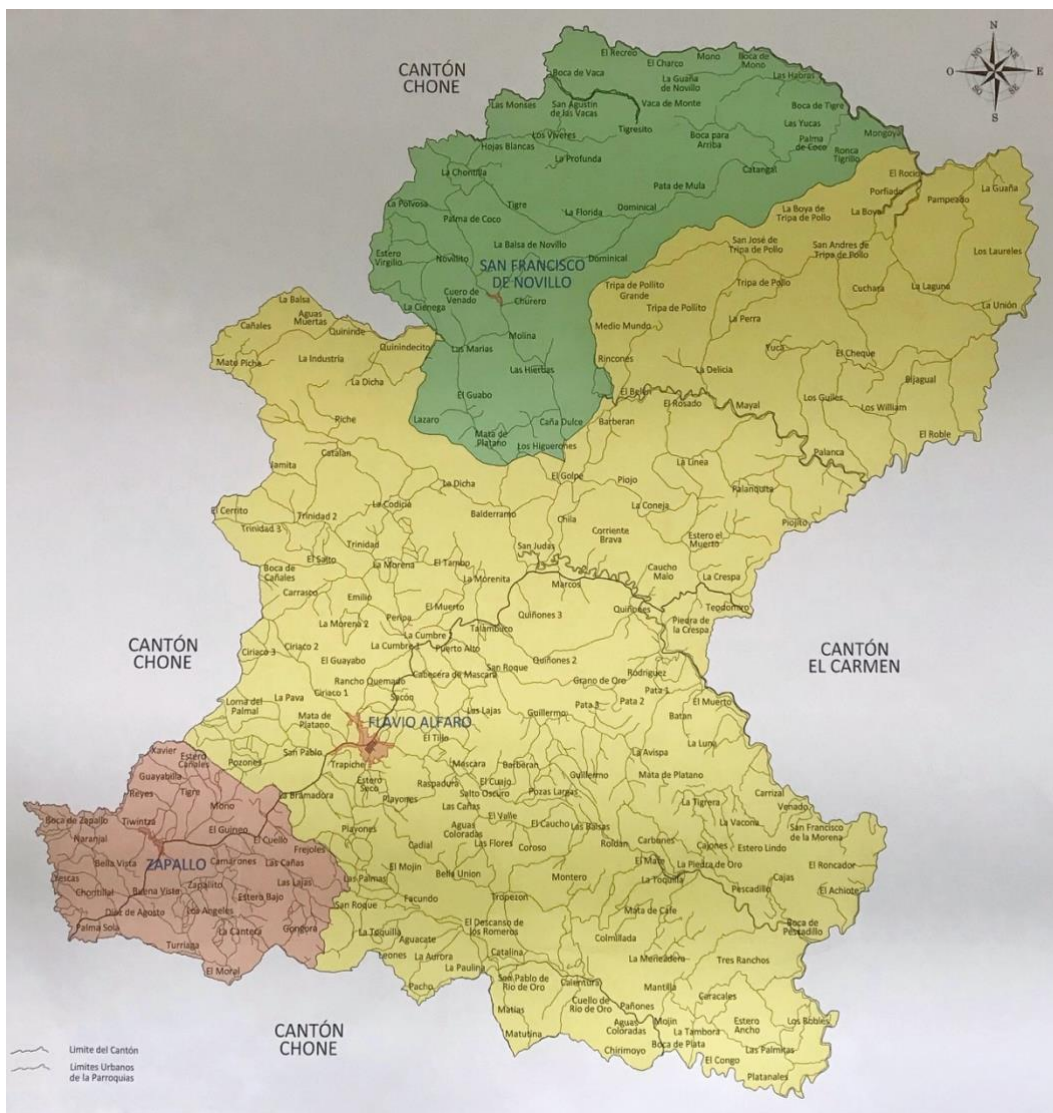 N
NO
NE
O
E
SO
SE
S
CANTÓN
CHONE
El Recreo
El Charco
Mono
Boca de
Mono
Boca de Vaca
La Guaña
de Novillo
Las Habras
Las Monses
San Agustin
de las Vacas
Vaca de Monte
Boca de Tigre
Los Viveres
Tigresito
Boca para
Arriba
Las Yucas
Palma
de Coco
Mongoya
Hojas Blancas
La Profunda
Ronca
Tigrillo
La Chontilla
Catangal
El Rocio
Pata de Mula
Porfiado
La Guaña
La Polvosa
Tigre
Dominical
La Boya de
Tripa de Pollo
La Boya
Pampeado
Palma de Coco
La Florida
Estero
Virgilio
La Balsa de Novillo
San José de
Tripa de Pollo
San Andres de
Tripa de Pollo
Los Laureles
Novillito
SAN FRANCISCO
DE NOVILLO
Dominical
Cuero de
Venado
Churero
Tripa de Pollito
Grande
Tripa de Pollo
Cuchara
La Laguna
La Balsa
La Cienega
Tripa de Pollito
La Unión
Cañales
Aguas
Muertas
Quininde
Molina
Medio Mundo
La Perra
Quinindecito
Las Marias
Yuca
El Cheque
Mate Piche
La Industria
Las Hierbas
Rincones
La Delicia
Bijagual
La Dicha
El Guabo
El Belen
Los Guiles
Los William
Lazaro
Caña Dulce
El Rosado
Mayal
Piche
Mata de
Platano
Los Higuerones
Barberan
El Roble
Catalan
Palanca
Jamita
La Dicha
El Golpe
Piojo
La Linea
Palanquita
El Cerrito
La Codicia
Trinidad 2
Balderramo
Chila
La Coneja
Piojito
Trinidad 3
Corriente
Brava
Estero el
Muerto
Trinidad
San Judas
El Salto
La Morena
El Tambo
Caucho
Malo
Boca de
Cañales
La Morenita
Marcos
La Crespa
Carrasco
Emilio
El Muerto
Quiñones 3
Quiñones
Teodomiro
La Morena 2
Peripa
Talambuco
Piedra de
la Crespa
La Cumbre
CANTÓN
CHONE
Ciriaco 3
Ciriaco 2
La Cumbre 1
Puerto Alto
CANTÓN
EL CARMEN
El Guayabo
San Roque
Quiñones 2
Rancho Quemado
Cabecera de Mascara
Grano de Oro
Rodriguez
Loma del
Palmal
La Pava
Ciriaco 1
Sacón
Pata 1
Pata 2
El Muerto
Mata de
Platano
Las Lajas
Guillermo
Pata 3
Batan
FLAVIO ALFARO
El Tillo
La Luna
Xavier
Estero
Cañales
Pozones
San Pablo
Trapiche
La Avispa
Guayabilla
Estero
Seco
Mascara
Barberan
Guillermo
Mata de Platano
Reyes
Tigre
La Bramadora
Raspadura
El Cuajo
Carrizal
Mono
Playones
Salto Oscuro
Pozas Largas
La Tigrera
Venado
Boca de Zapallo
Tiwintza
Las Cañas
El Valle
La Vacona
El Guineo
Playones
Aguas
Coloradas
El Caucho
Las Balsas
San Francisco
de la Morena
Naranjal
El Cuello
Las Flores
Carbones
Cajones
Estero Lindo
Frejoles
Cadial
Coroso
Roldan
Bella Vista
ZAPALLO
Camarones
Las Cañas
El Mojin
Belle Union
El Mate
La Piedra de Oro
El Roncador
Yescas
Las Palmas
Montero
La Toquilla
Cajas
Chontillal
Buena Vista
Zapallito
Las Lajas
Pescadillo
El Achiote
Estero Bajo
San Roque
Facundo
Tropezon
Diez de Agosto
Los Angeles
Mata de Cafe
Palma Sola
La Cantera
Gongora
La Toquilla
El Descanso de
los Romeros
Boca de
Pescadillo
Turriaga
Aguacate
Colmillada
Leones
La Aurora
Catalina
La Meneadera
Tres Ranchos
El Moral
La Paulina
San Pablo de
Rio de Oro
Calentura
Mantilla
Pacho
Cuello de
Rio de Oro
Caracales
Matias
Pañones
CANTÓN
CHONE
Aguas
Coloradas
Mojin
Estero
Ancho
Los Robles
Matutina
La Tambora
Limite del Cantón
Chirimoyo
Boca de Plata
Las Palmitas
El Congo
Limites Urbanos
de la Parroquias
Platanales